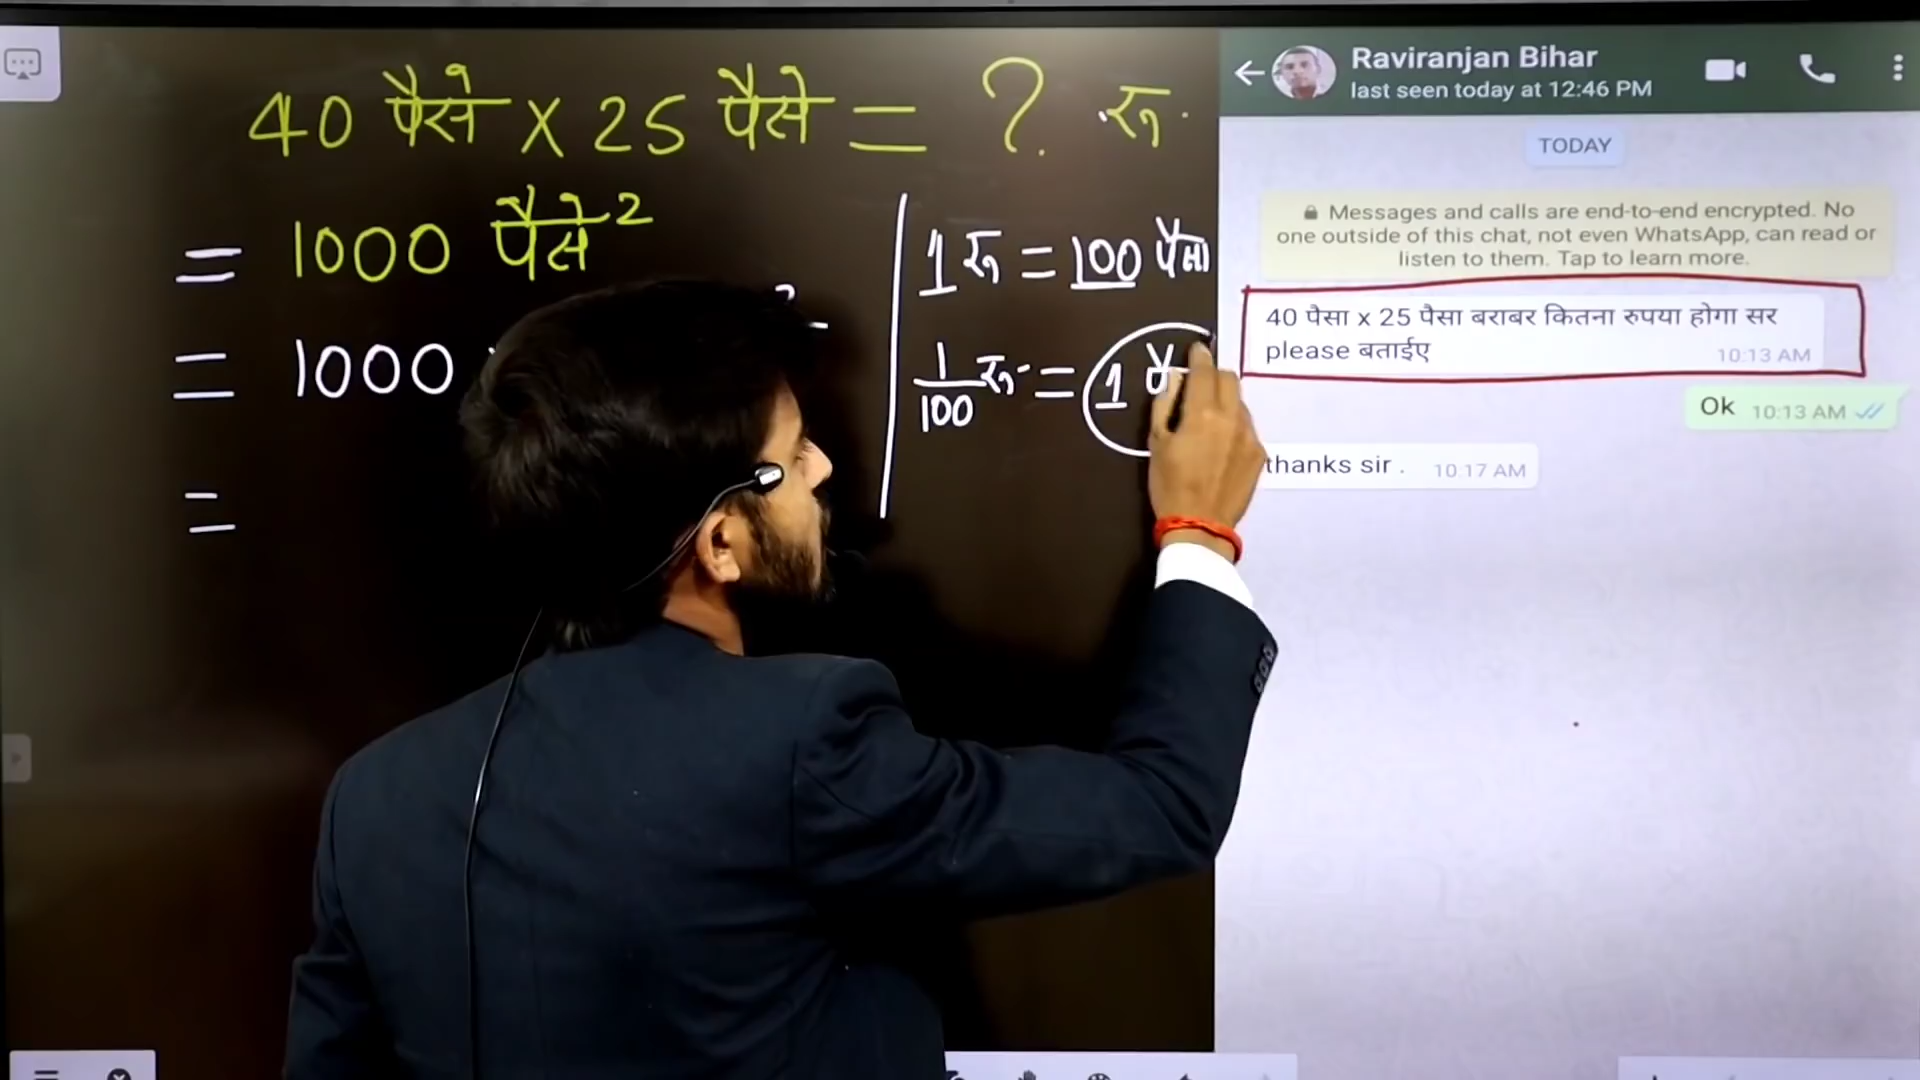 40 पैसे x 25 पैसे = ? रु.
= 1000 पैसे²
= 1000
=
1 रु = 100 पैसा
1/100 रु =
1
Raviranjan Bihar
last seen today at 12:46 PM
TODAY
Messages and calls are end-to-end encrypted. No
one outside of this chat, not even WhatsApp, can read or
listen to them. Tap to learn more.
40 पैसा x 25 पैसा बराबर कितना रुपया होगा सर
please बताईए
10:13 AM
Ok 10:13 AM
thanks sir . 10:17 AM